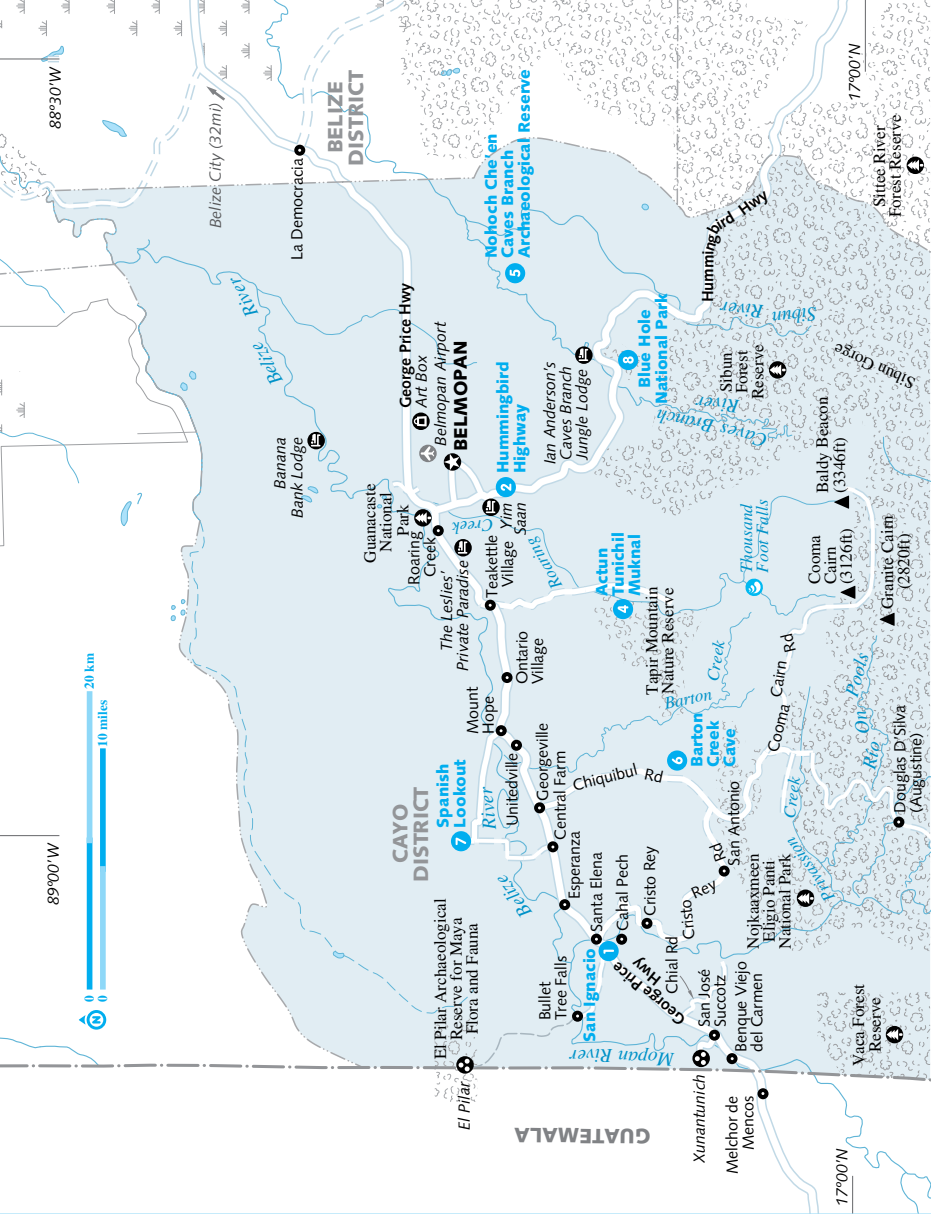 89º00'W
88º30'W
0
20 km
N
0
10 miles
El Pilar Archaeological
Reserve for Maya
Flora and Fauna
El Pilar
GUATEMALA
CAYO
DISTRICT
BELIZE
DISTRICT
Belize City (32mi)
La Democracia
Banana
Bank Lodge
Belize
River
George Price Hwy
Guanacaste
National
Park
Art Box
Belmopan Airport
BELMOPAN
Roaring
Creek
The Leslies'
Private Paradise
Yim
Saan
2
Hummingbird
Highway
Nohoch Che'en
Caves Branch
Archaeological Reserve
5
Ian Anderson's
Caves Branch
Jungle Lodge
Teakettle
Village
Roaring
Creek
Ontario
Village
Mount
Hope
Unitedville
Spanish
Lookout
7
Belize
River
Georgeville
Central Farm
Esperanza
Santa Elena
Cahal Pech
Cristo Rey
Bullet
Tree Falls
San Ignacio
1
George Price
Hwy
Mopan River
Chial Rd
Cristo
Rey
Rd
San Antonio
Chiquibul
Rd
6
Barton
Creek
Cave
Barton
Creek
4
Actun
Tunichil
Muknal
Tapir Mountain
Nature Reserve
8
Blue Hole
National Park
Hummingbird Hwy
Sibun River
Caves Branch
River
Sibun
Forest
Reserve
Sibun Gorge
Thousand
Foot Falls
Baldy Beacon
(3346ft)
Cooma
Cairn
(3126ft)
Granite Cairn
(2820ft)
Cooma
Cairn
Rd
Rio
On
Pools
Privassion
Creek
Douglas D'Silva
(Augustine)
Nojkaaxmeen
Eligio Panti
National Park
San José
Succotz
Benque Viejo
del Carmen
Xunantunich
Melchor de
Mencos
Vaca Forest
Reserve
Sittee River
Forest Reserve
17º00'N
17º00'N